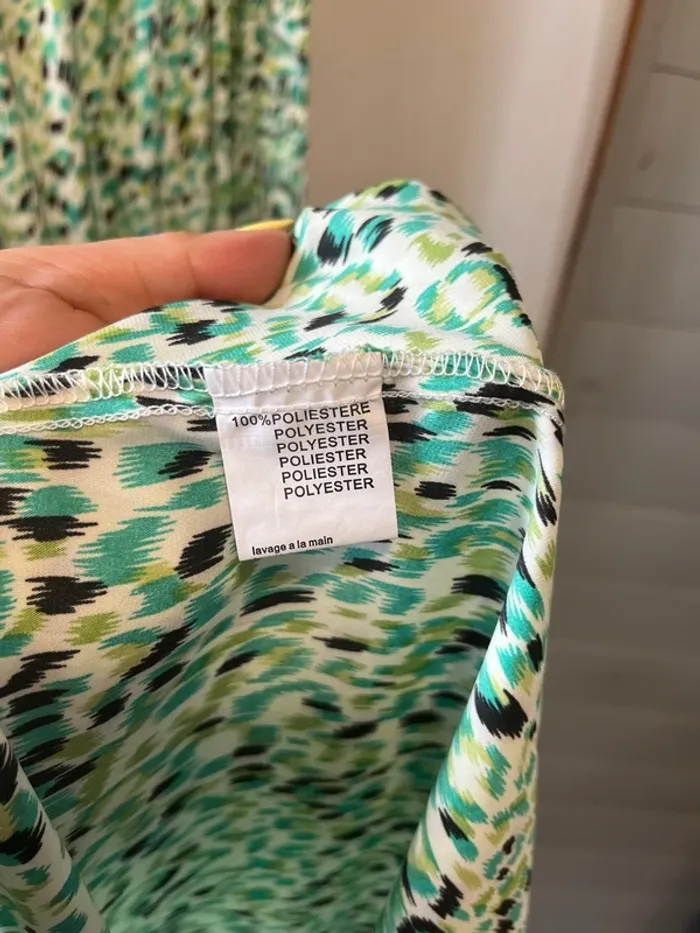 100%POLIESTERE
POLYESTER
POLYESTER
POLIESTER
POLIESTER
POLYESTER
lavage a la main